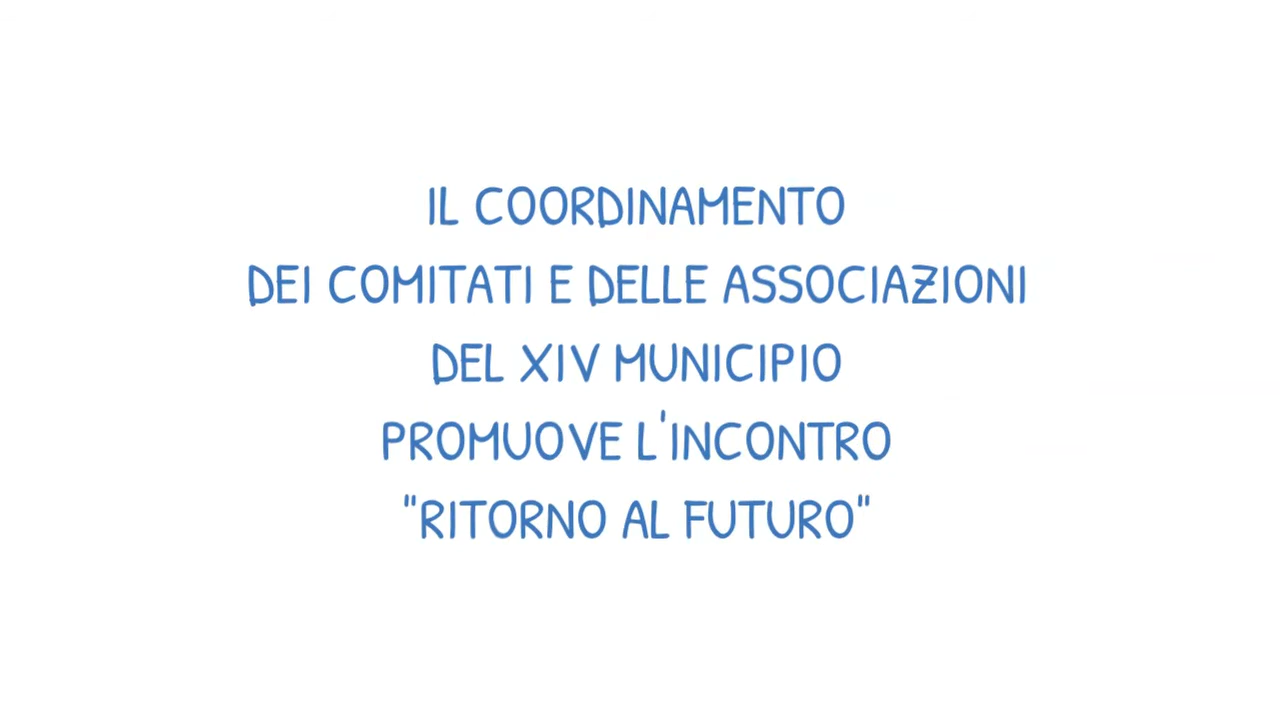 IL COORDINAMENTO
DEI COMITATI E DELLE ASSOCIAZIONI
DEL XIV MUNICIPIO
PROMUOVE L'INCONTRO
"RITORNO AL FUTURO"